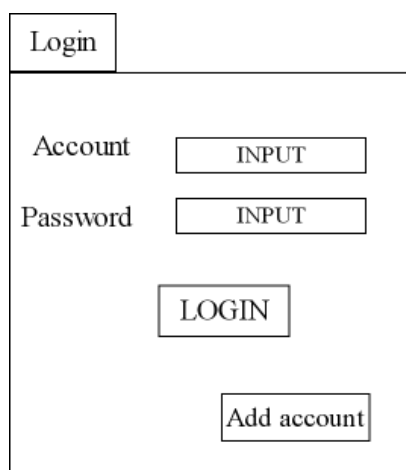 Login
Account INPUT
Password INPUT
LOGIN
Add account